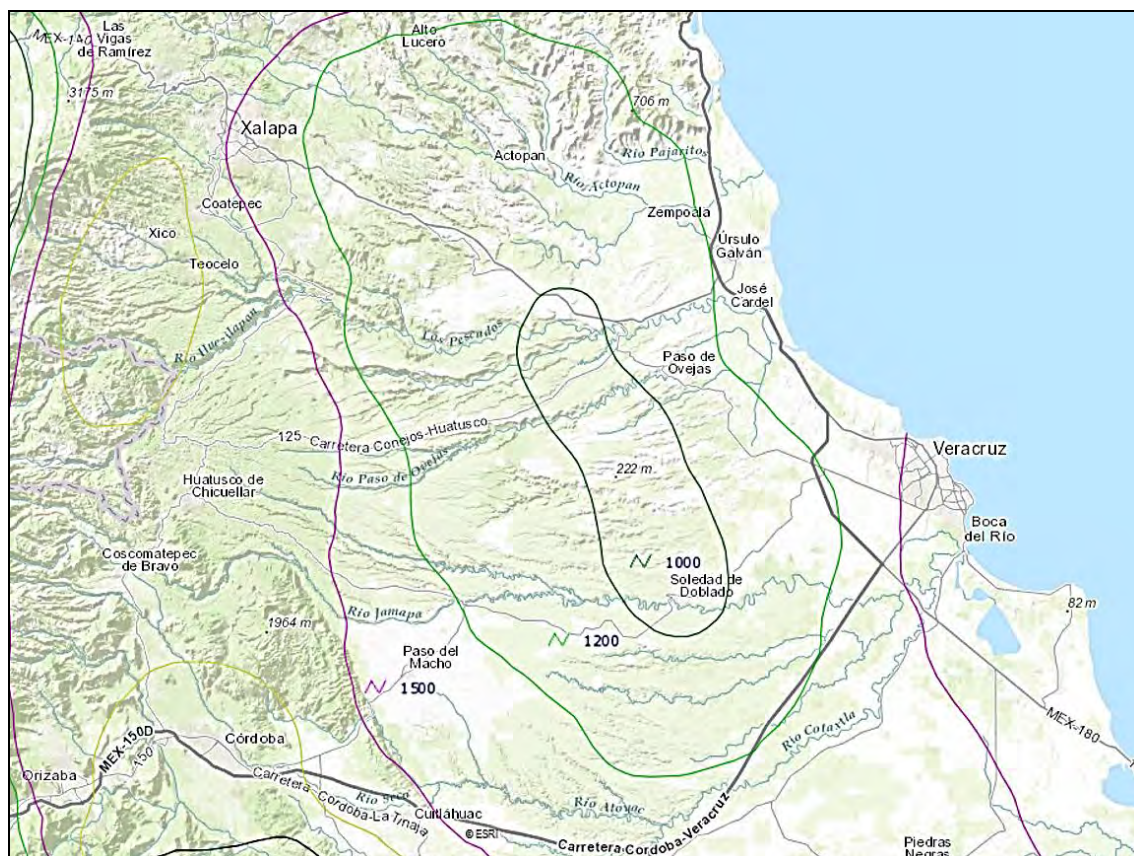 Las
Vigas
de Ramírez
MEX-140
Alto
Lucero
3175 m
706 m
Xalapa
Río Pajaritos
Actopan
Río Actopan
Coatepec
Zempoala
Xico
Úrsulo
Galván
Teocelo
José
Cardel
Los Pescados
Río Huezilapan
Paso de
Ovejas
125-Carretera-Conejos-Huatusco
Veracruz
Río Paso de Ovejas
222 m
Huatusco de
Chicuellar
Boca
del Río
Coscomatepec
de Bravo
1000
Soledad de
Doblado
Río Jamapa
82 m
1964 m
1200
Paso del
Macho
1500
MEX-180
Río Cotaxtla
Córdoba
MEX-150D
150
Orizaba
Carretera-Cordoba-La Tinaja
Río Seco
Río Atoyac
Cuitláhuac
© ESRI
Carretera-Cordoba-Veracruz
Piedras
Negras